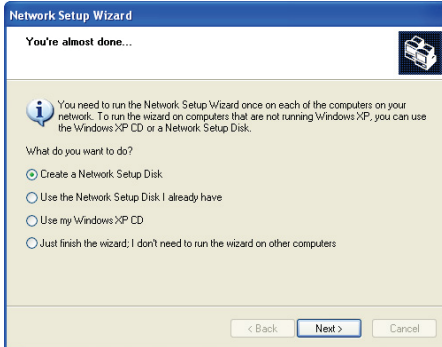 Network Setup Wizard
You're almost done...
You need to run the Network Setup Wizard once on each of the computers on your
network. To run the wizard on computers that are not running Windows XP, you can use
the Windows XP CD or a Network Setup Disk.
What do you want to do?
Create a Network Setup Disk
Use the Network Setup Disk I already have
Use my Windows XP CD
Just finish the wizard; I don't need to run the wizard on other computers
< Back Next > Cancel